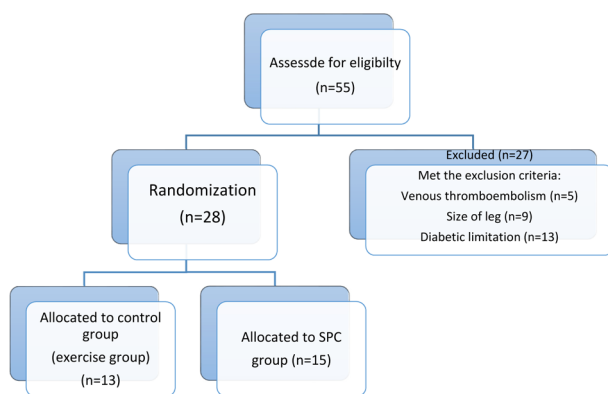 Assessde for eligibilty
(n=55)
Randomization
(n=28)
Excluded (n=27)
Met the exclusion criteria:
Venous thromboembolism (n=5)
Size of leg (n=9)
Diabetic limitation (n=13)
Allocated to control
group
(exercise group)
(n=13)
Allocated to SPC
group (n=15)